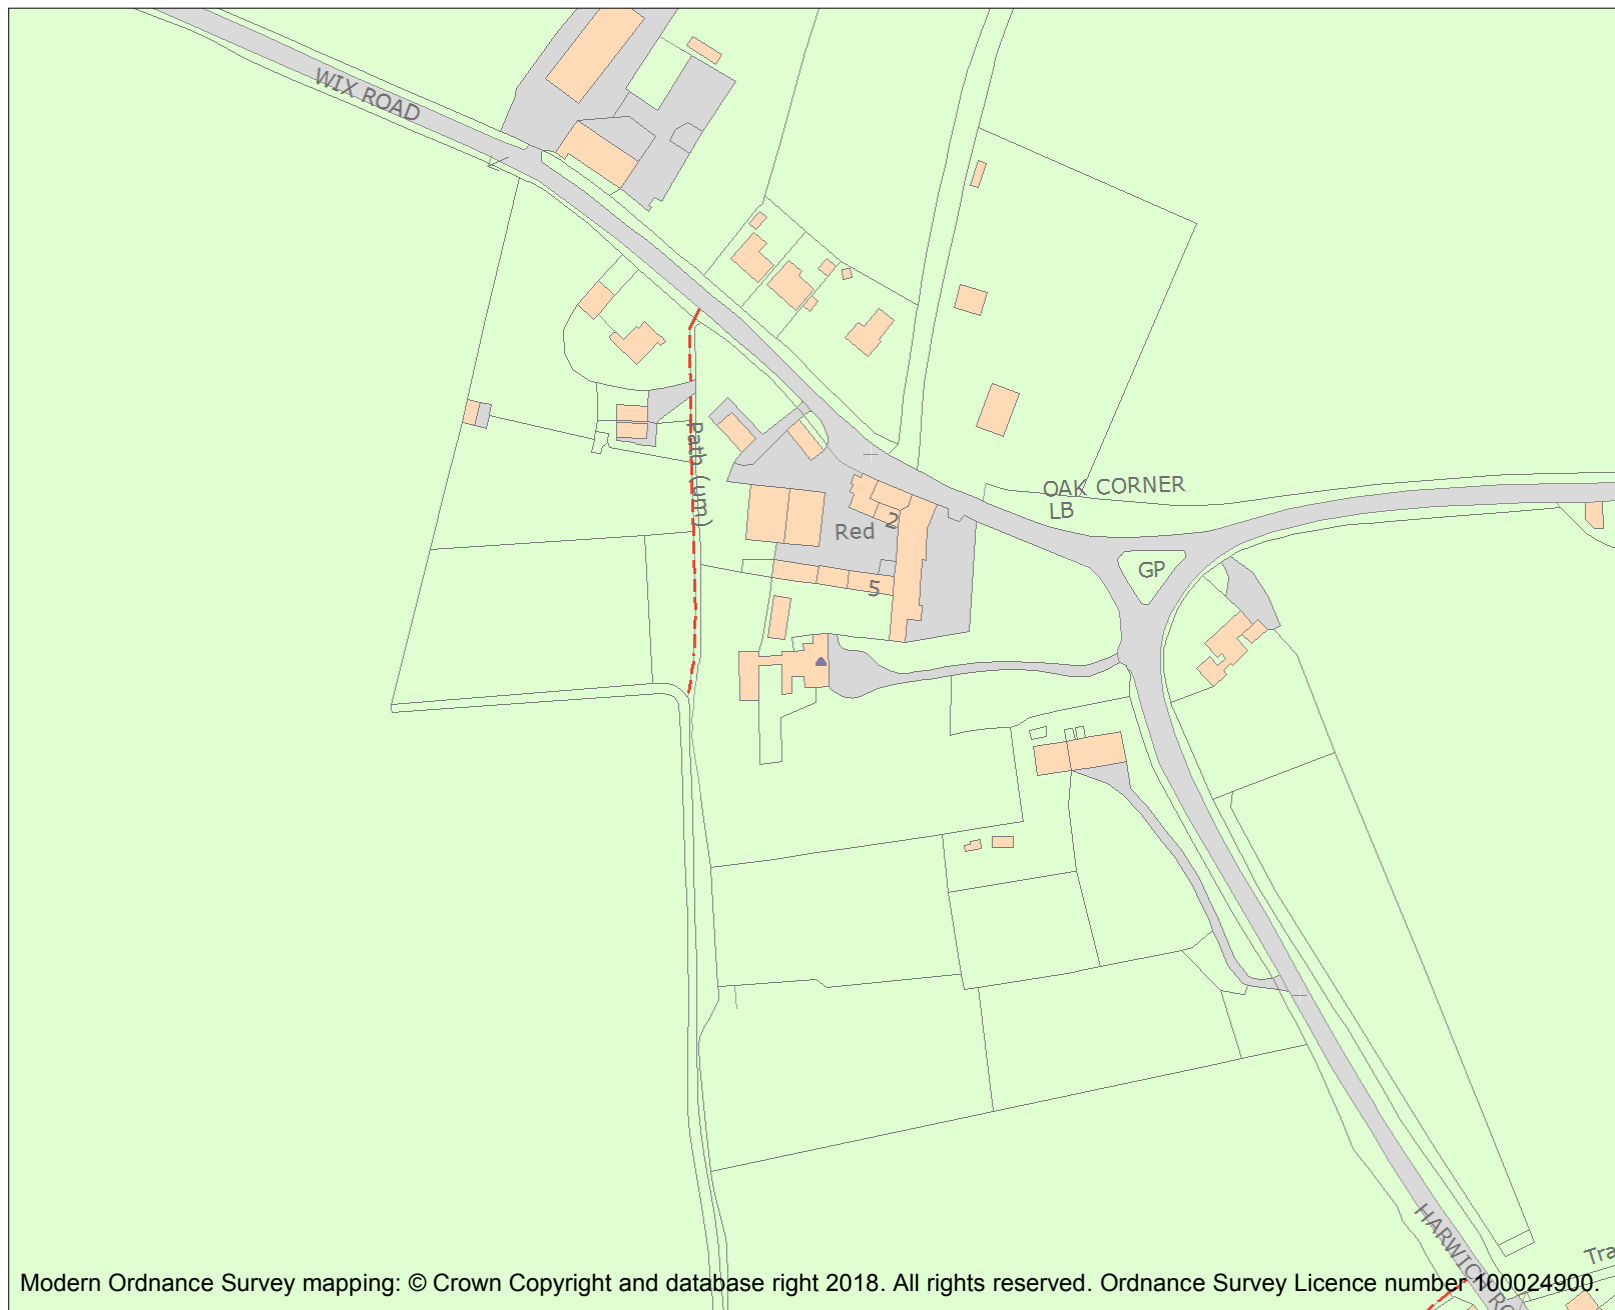 WIX ROAD
Path (um)
OAK CORNER
LB
2
Red
GP
5
HARWICH RO
Tra
Modern Ordnance Survey mapping: © Crown Copyright and database right 2018. All rights reserved. Ordnance Survey Licence number 100024900.